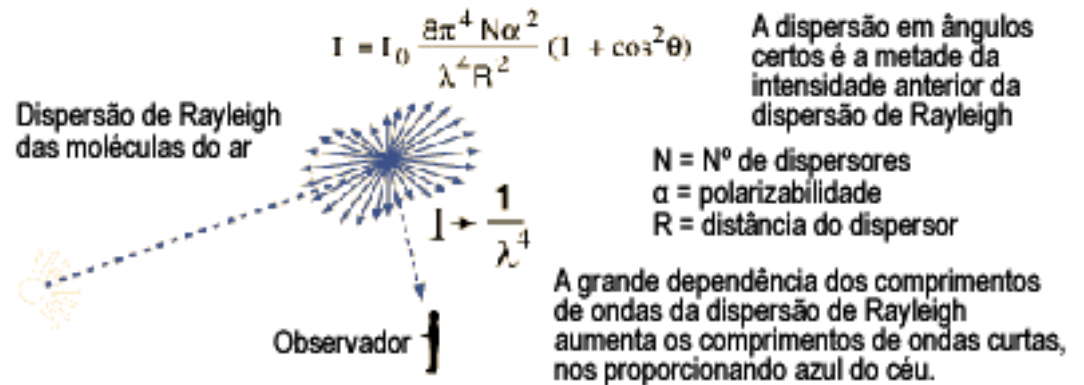 I = I₀ 8π⁴ Nα² / λ⁴R² (1 + cos²θ)
A dispersão em ângulos
certos é a metade da
intensidade anterior da
dispersão de Rayleigh
Dispersão de Rayleigh
das moléculas do ar
N = Nº de dispersores
α = polarizabilidade
R = distância do dispersor
I → 1 / λ⁴
A grande dependência dos comprimentos
de ondas da dispersão de Rayleigh
aumenta os comprimentos de ondas curtas,
nos proporcionando azul do céu.
Observador